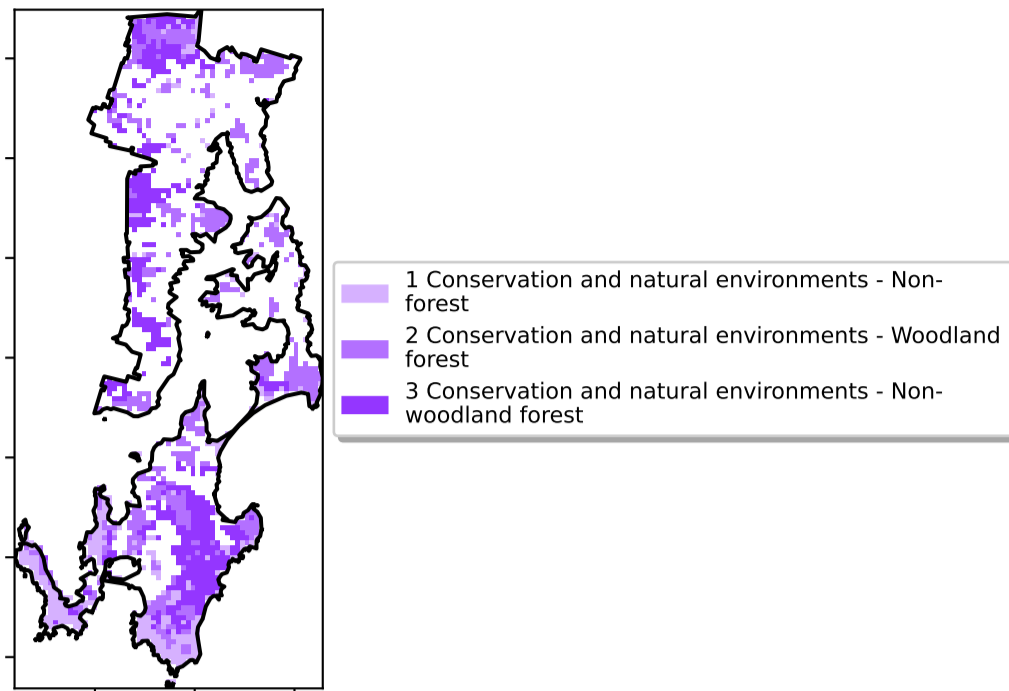 1 Conservation and natural environments - Non-
forest
2 Conservation and natural environments - Woodland
forest
3 Conservation and natural environments - Non-
woodland forest